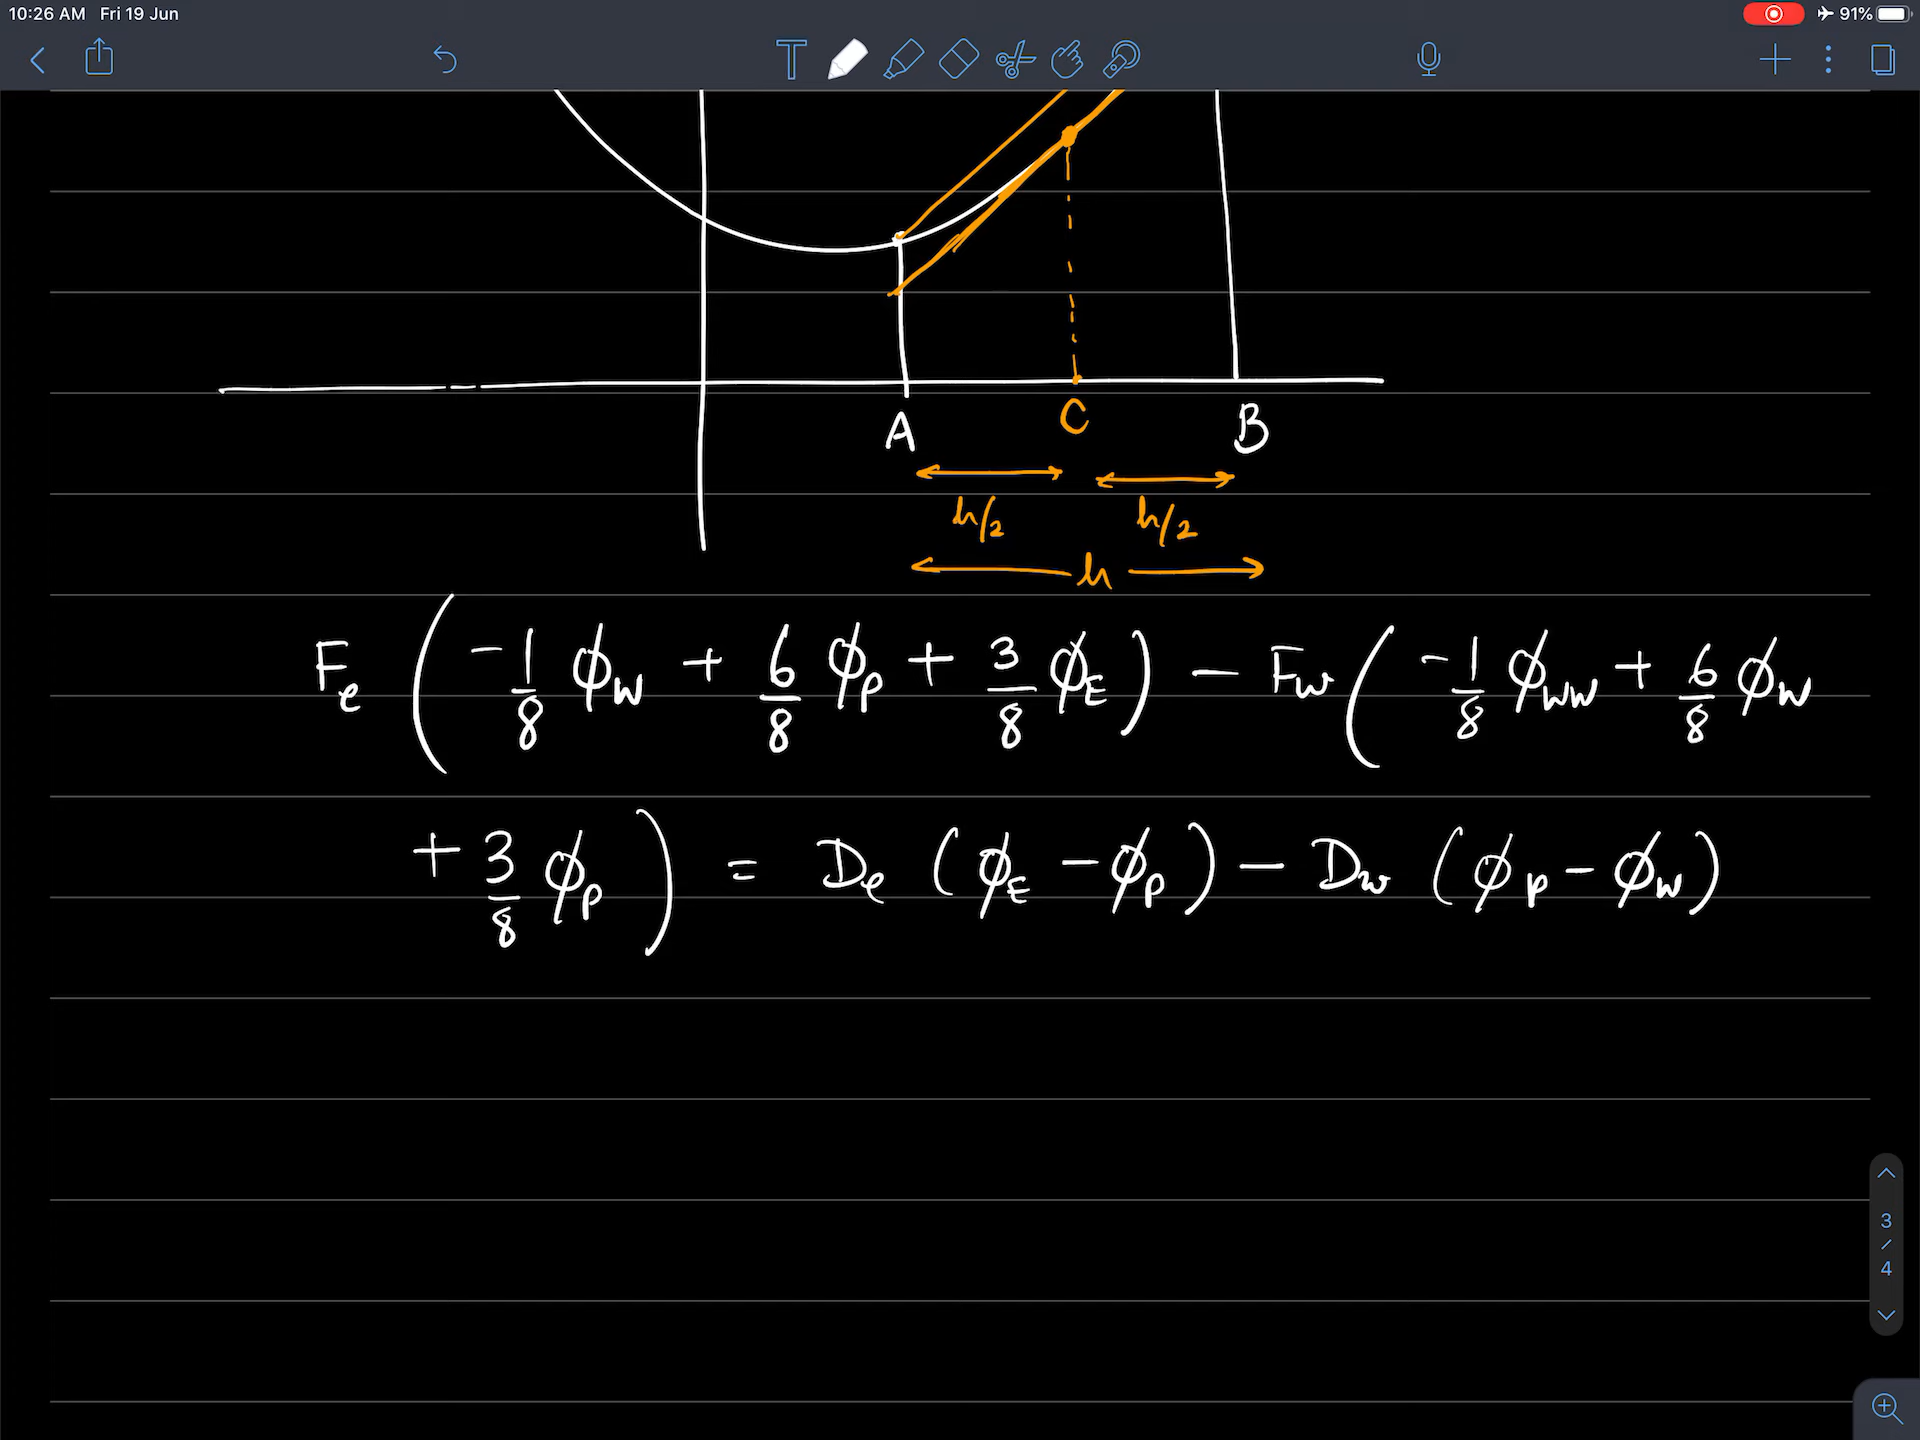 10:26 AM Fri 19 Jun
91%
T
A C B
h/2 h/2
h
Fe ( -1/8 ϕW + 6/8 ϕP + 3/8 ϕE ) - Fw ( -1/8 ϕWW + 6/8 ϕW
+ 3/8 ϕP ) = De ( ϕE - ϕP ) - Dw ( ϕP - ϕW )
3
/
4